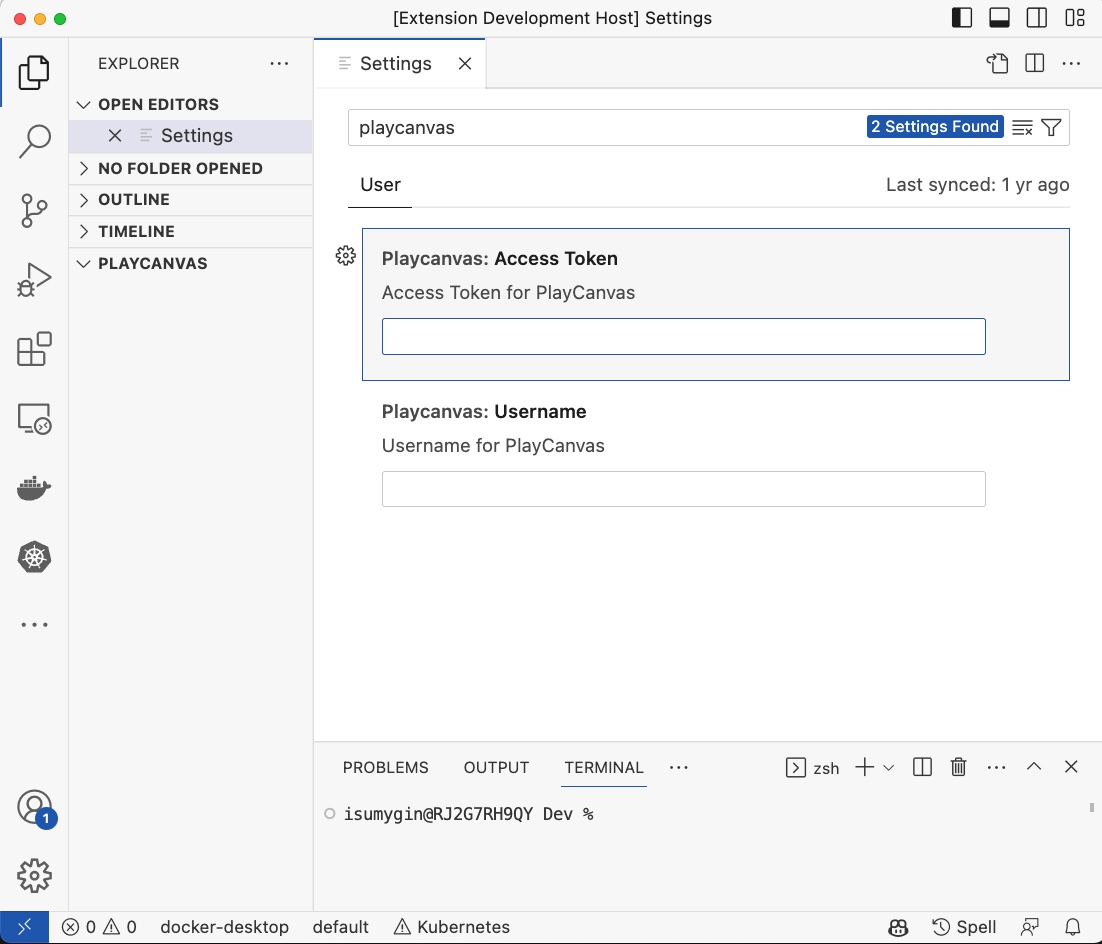 [Extension Development Host] Settings
EXPLORER
OPEN EDITORS
Settings
NO FOLDER OPENED
OUTLINE
TIMELINE
PLAYCANVAS
Settings
playcanvas
2 Settings Found
User
Last synced: 1 yr ago
Playcanvas: Access Token
Access Token for PlayCanvas
Playcanvas: Username
Username for PlayCanvas
PROBLEMS OUTPUT TERMINAL
zsh
isumygin@RJ2G7RH9QY Dev %
1
0 0 docker-desktop default Kubernetes Spell